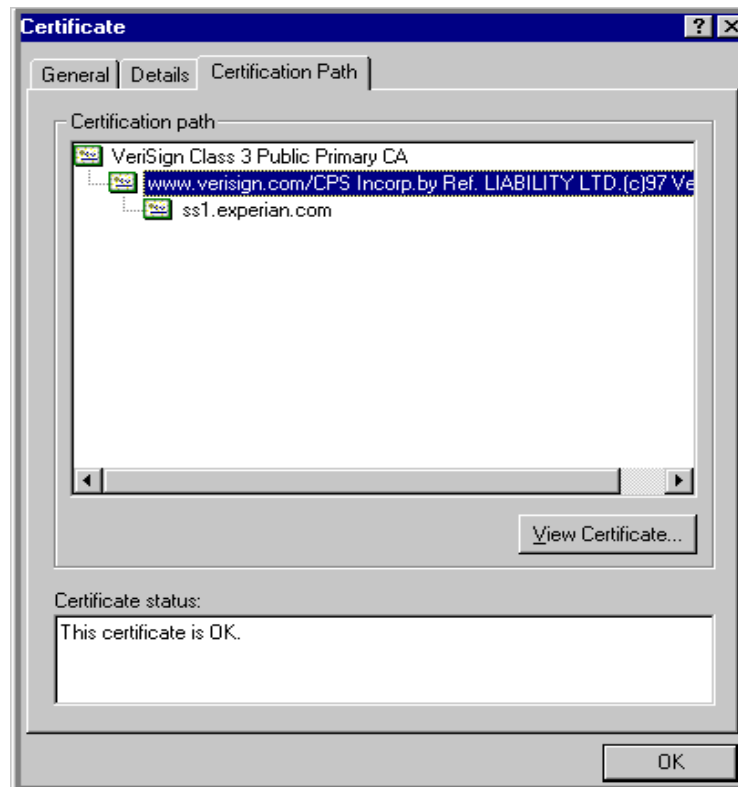 Certificate
General Details Certification Path
Certification path
VeriSign Class 3 Public Primary CA
www.verisign.com/CPS Incorp.by Ref. LIABILITY LTD.(c)97 Ve
ss1.experian.com
View Certificate...
Certificate status:
This certificate is OK.
OK